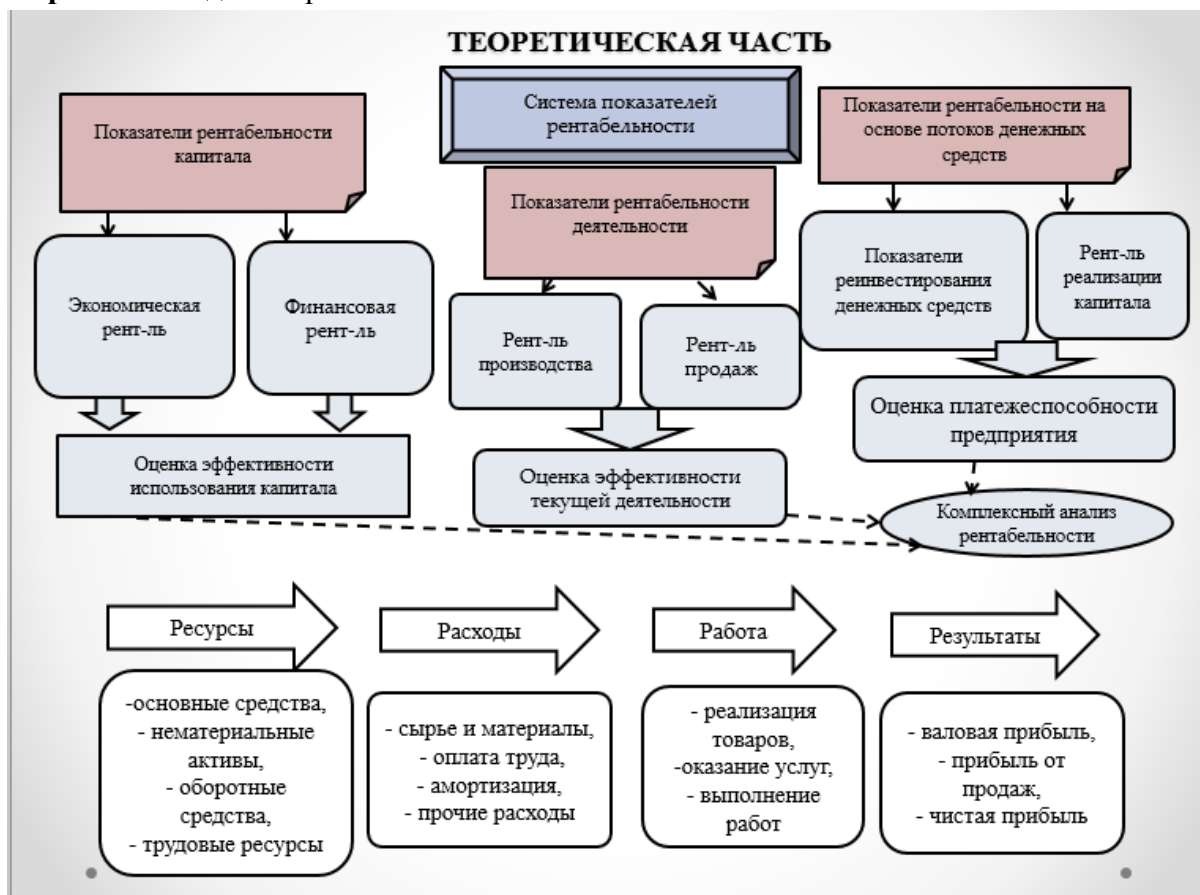 ТЕОРЕТИЧЕСКАЯ ЧАСТЬ
Система показателей
рентабельности
Показатели рентабельности
капитала
Показатели рентабельности
деятельности
Показатели рентабельности на
основе потоков денежных
средств
Экономическая
рент-ль
Финансовая
рент-ль
Рент-ль
производства
Рент-ль
продаж
Показатели
реинвестирования
денежных средств
Рент-ль
реализации
капитала
Оценка эффективности
использования капитала
Оценка эффективности
текущей деятельности
Оценка платежеспособности
предприятия
Комплексный анализ
рентабельности
Ресурсы
Расходы
Работа
Результаты
-основные средства,
- нематериальные
активы,
- оборотные
средства,
- трудовые ресурсы
- сырье и материалы,
- оплата труда,
- амортизация,
- прочие расходы
- реализация
товаров,
-оказание услуг,
- выполнение
работ
- валовая прибыль,
- прибыль от
продаж,
- чистая прибыль